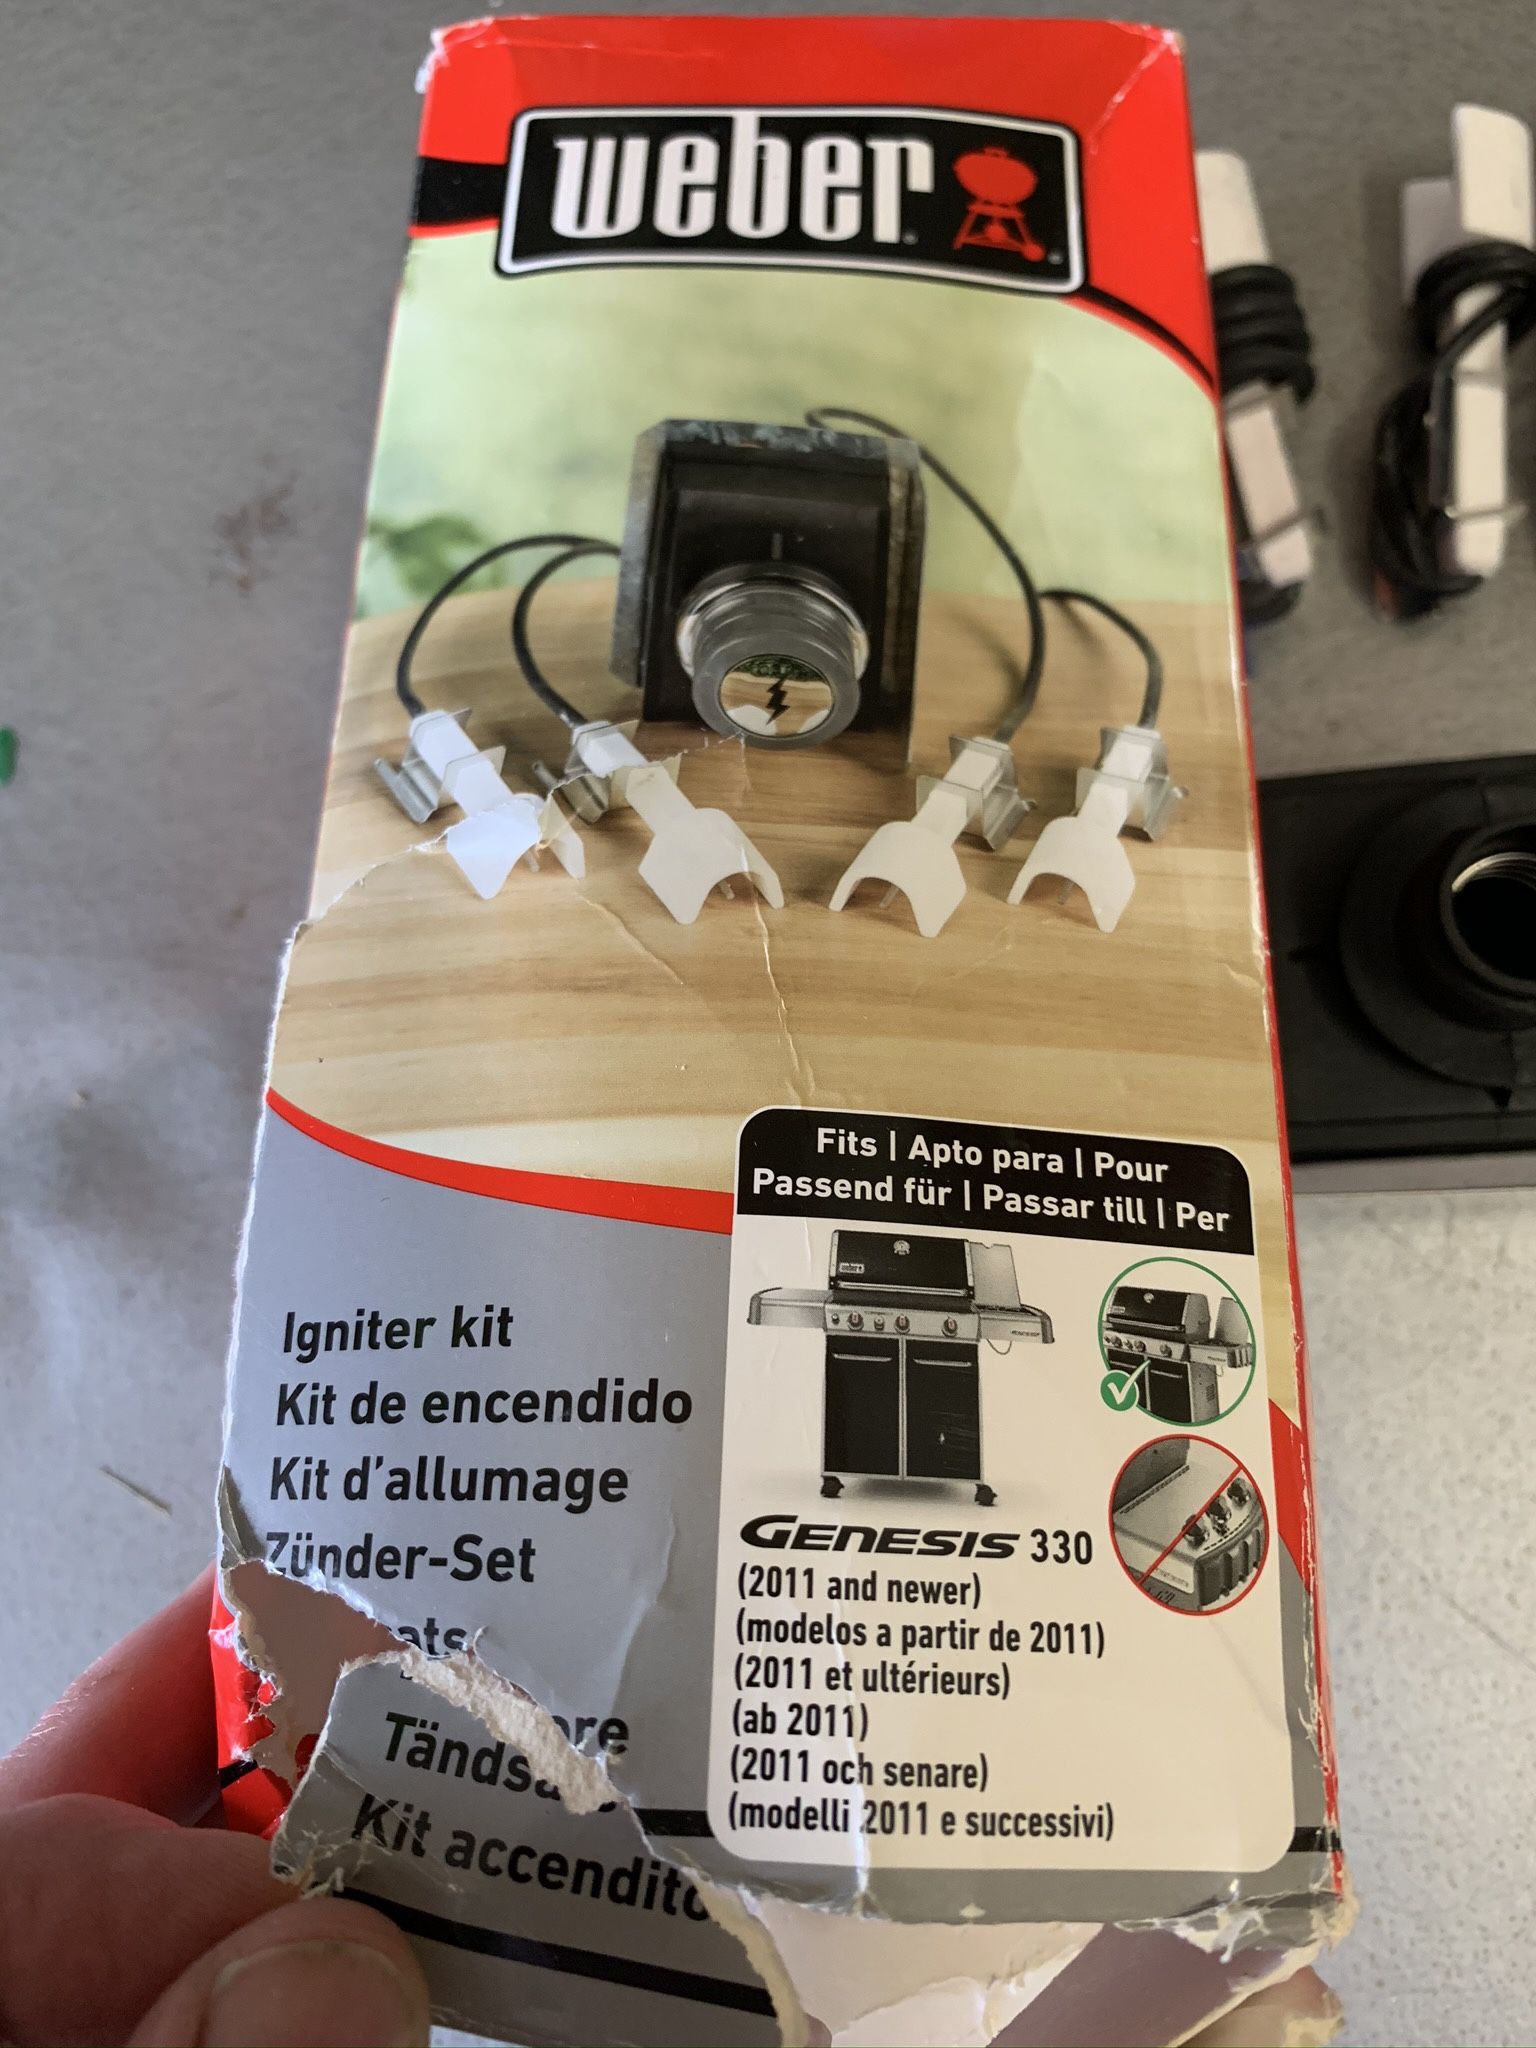 weber
Fits | Apto para | Pour
Passend für | Passar till | Per
Igniter kit
Kit de encendido
Kit d'allumage
Zünder-Set
GENESIS 330
(2011 and newer)
(modelos a partir de 2011)
(2011 et ultérieurs)
(ab 2011)
(2011 och senare)
(modelli 2011 e successivi)
Kit accendito